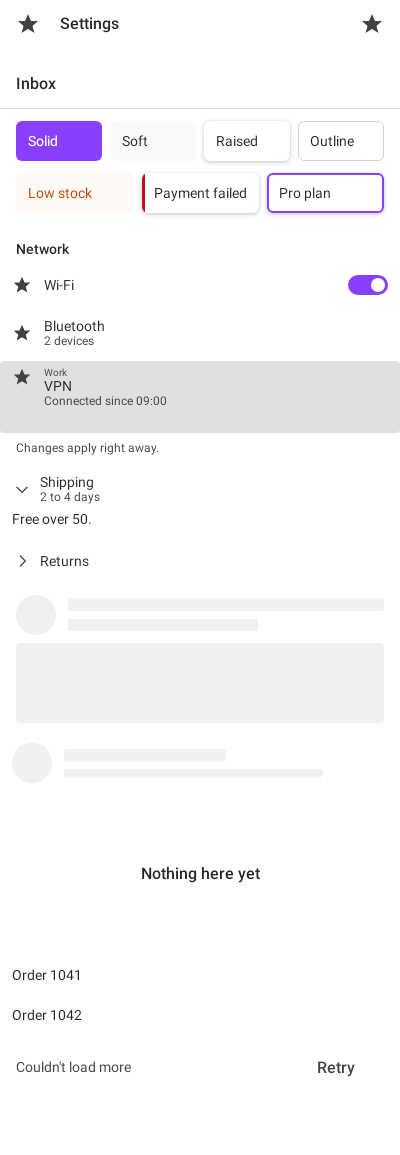 Settings
Inbox
Solid
Soft
Raised
Outline
Low stock
Payment failed
Pro plan
Network
Wi-Fi
Bluetooth
2 devices
Work
VPN
Connected since 09:00
Changes apply right away.
Shipping
2 to 4 days
Free over 50.
Returns
Nothing here yet
Order 1041
Order 1042
Couldn't load more
Retry